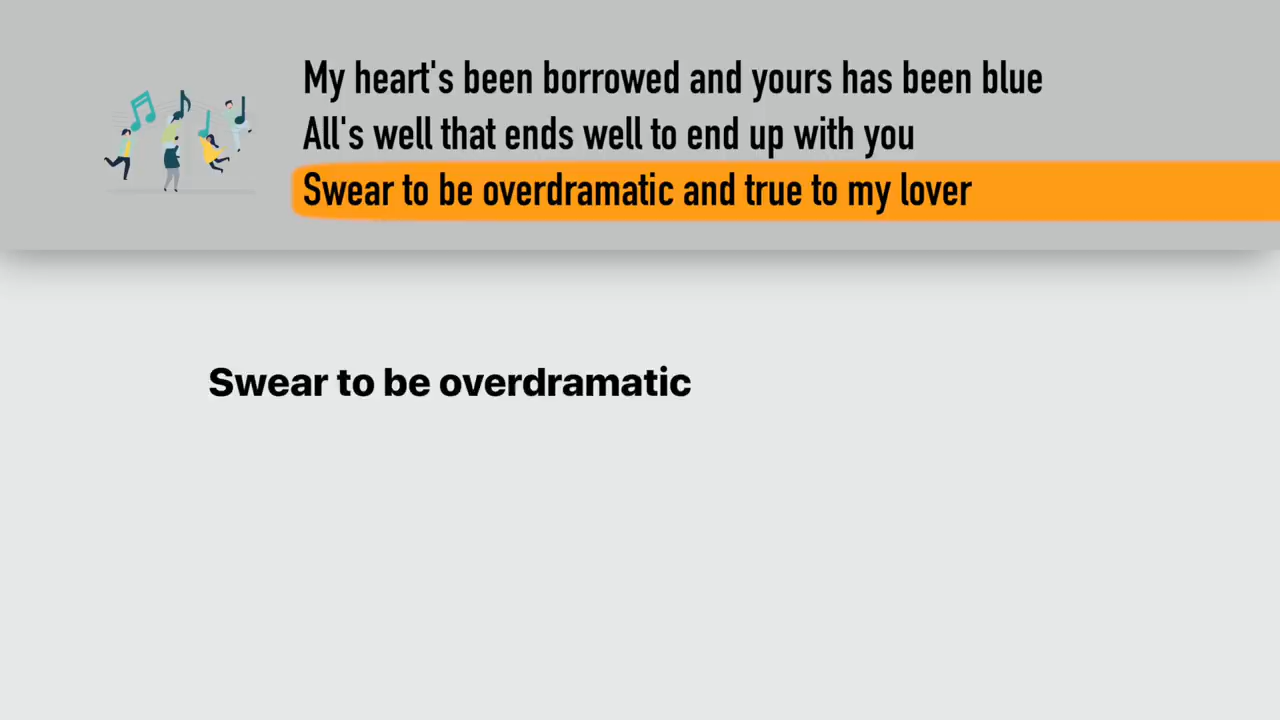 My heart's been borrowed and yours has been blue
All's well that ends well to end up with you
Swear to be overdramatic and true to my lover
Swear to be overdramatic